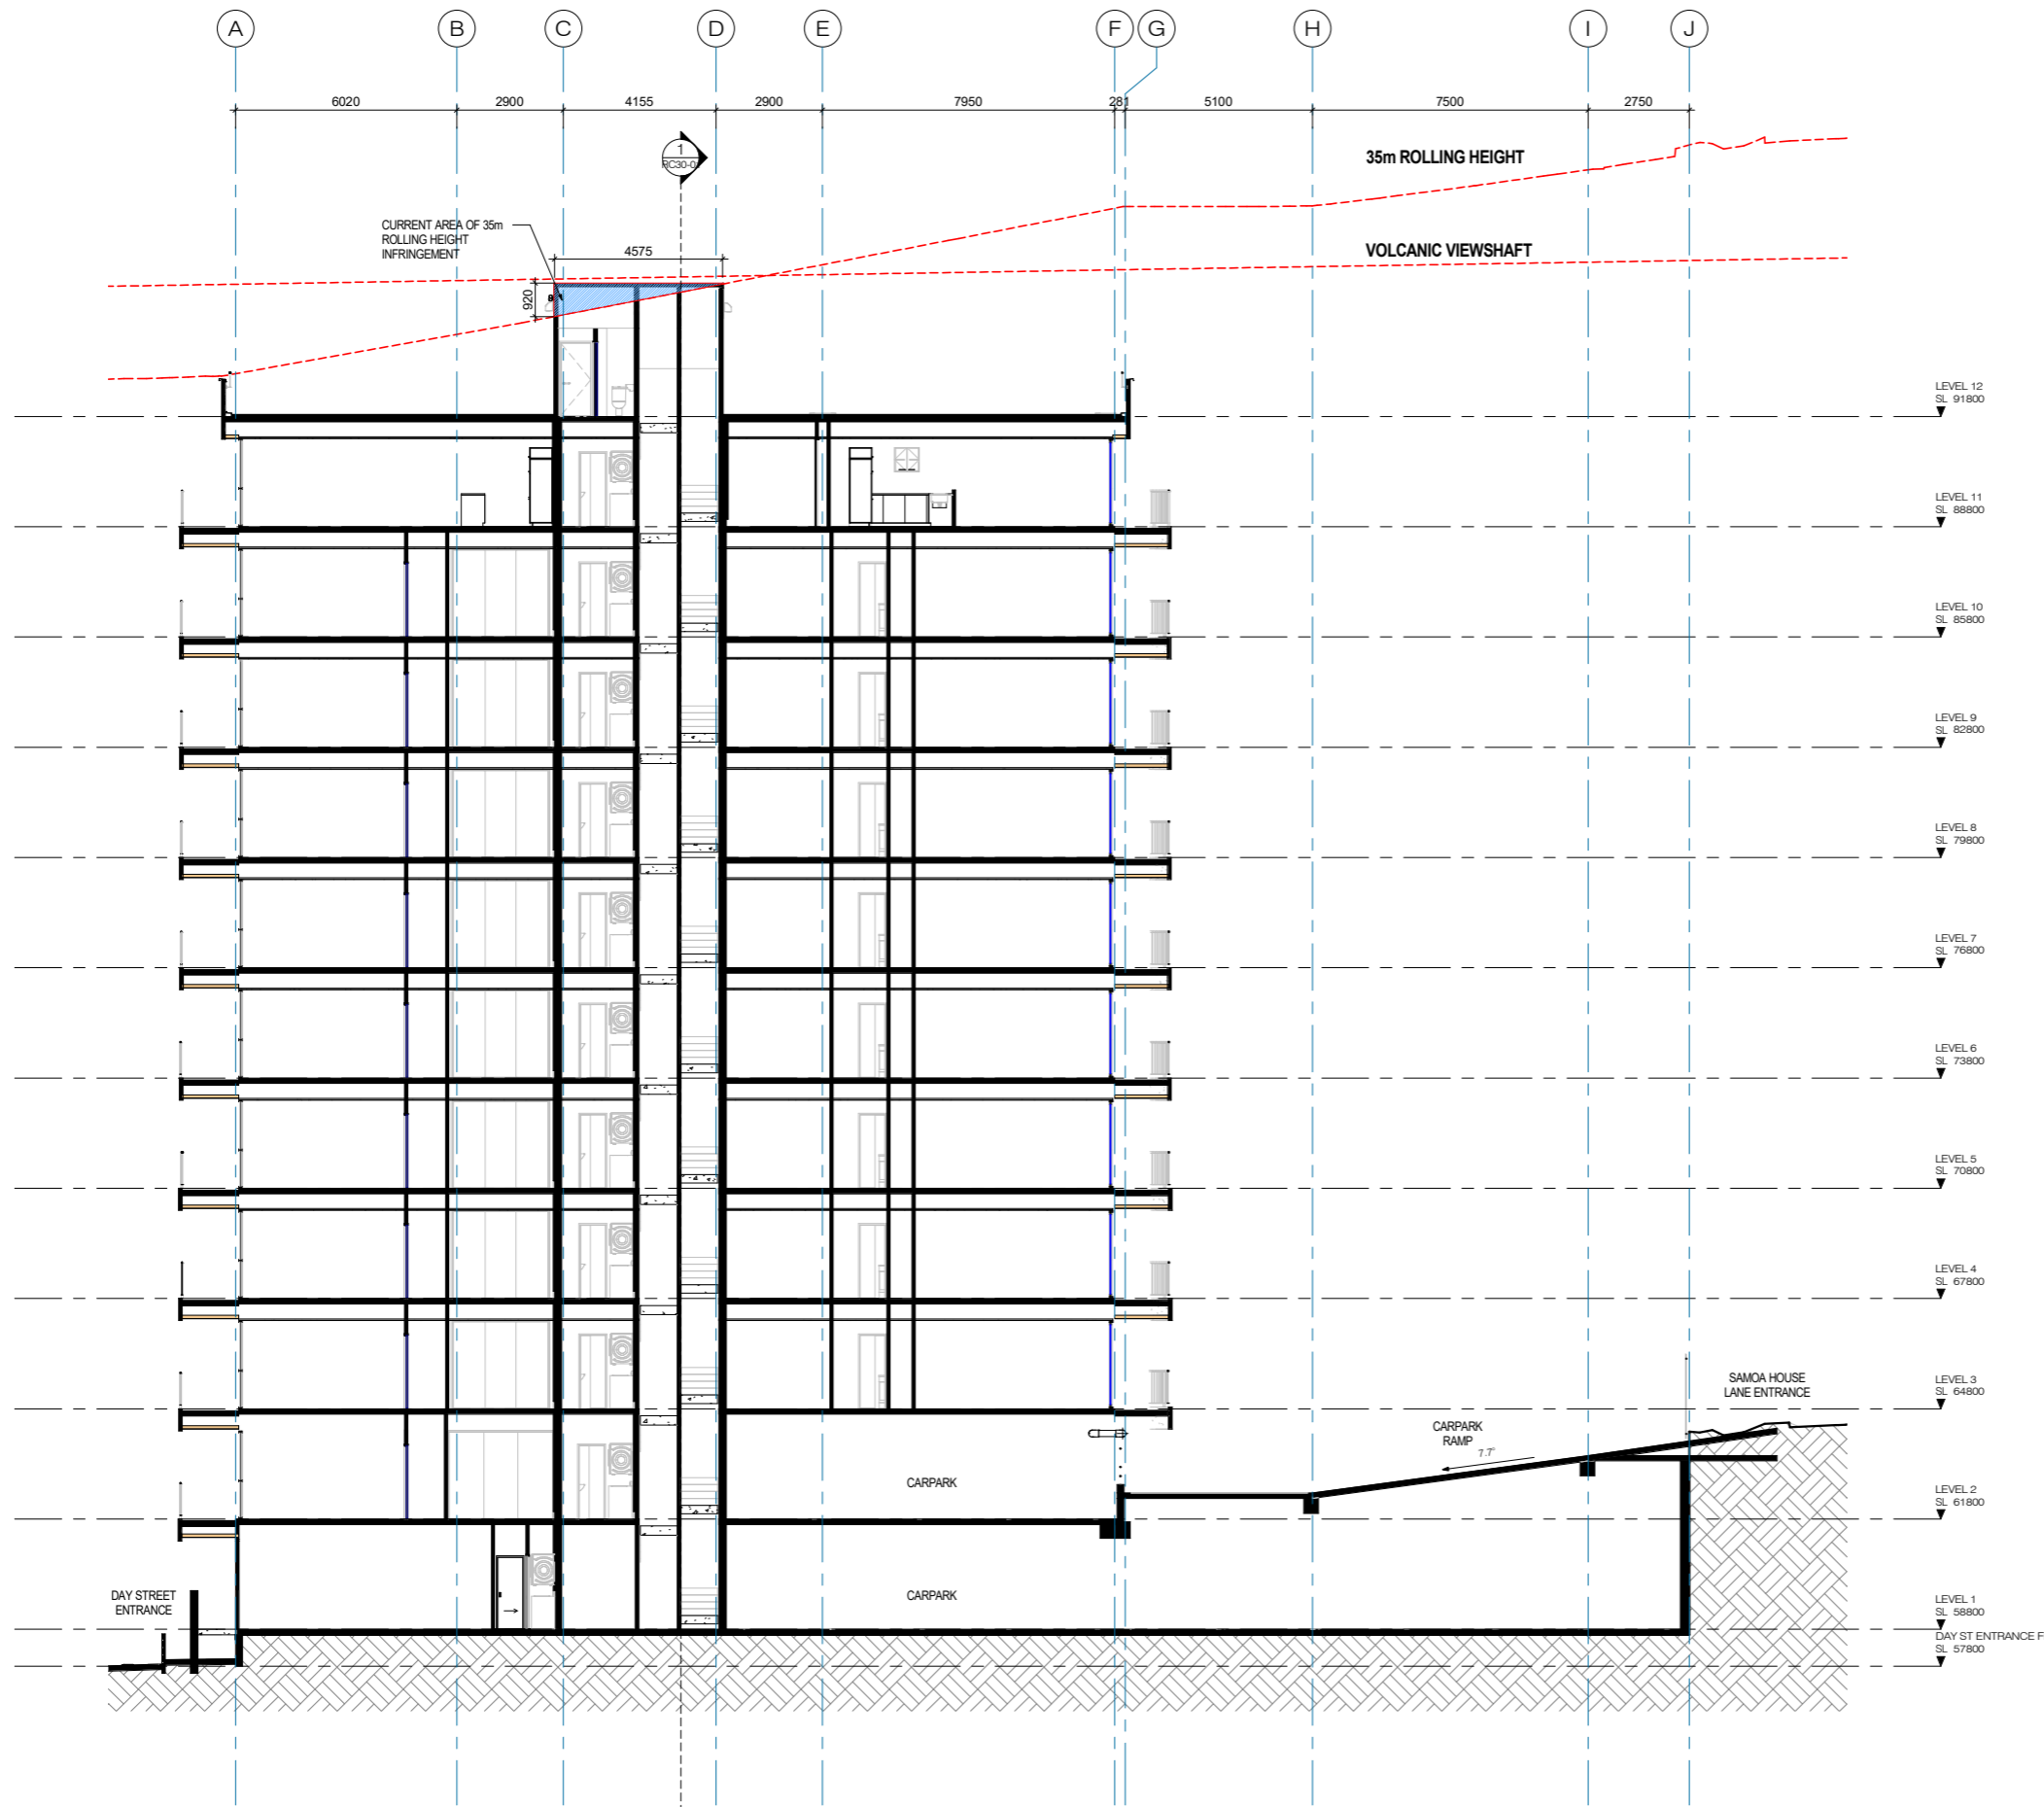 A B C D E F G H I J
6020 2900 4155 2900 7950 281 5100 7500 2750
1
35m ROLLING HEIGHT
CURRENT AREA OF 35m
ROLLING HEIGHT
INFRINGEMENT
4575
VOLCANIC VIEWSHAFT
920
LEVEL 12
SL 91800
LEVEL 11
SL 88800
LEVEL 10
SL 85800
LEVEL 9
SL 82800
LEVEL 8
SL 79800
LEVEL 7
SL 76800
LEVEL 6
SL 73800
LEVEL 5
SL 70800
LEVEL 4
SL 67800
SAMOA HOUSE
LANE ENTRANCE
LEVEL 3
SL 64800
CARPARK
RAMP
7.7°
CARPARK
LEVEL 2
SL 61800
DAY STREET
ENTRANCE
CARPARK
LEVEL 1
SL 58800
DAY ST ENTRANCE F
SL 57800